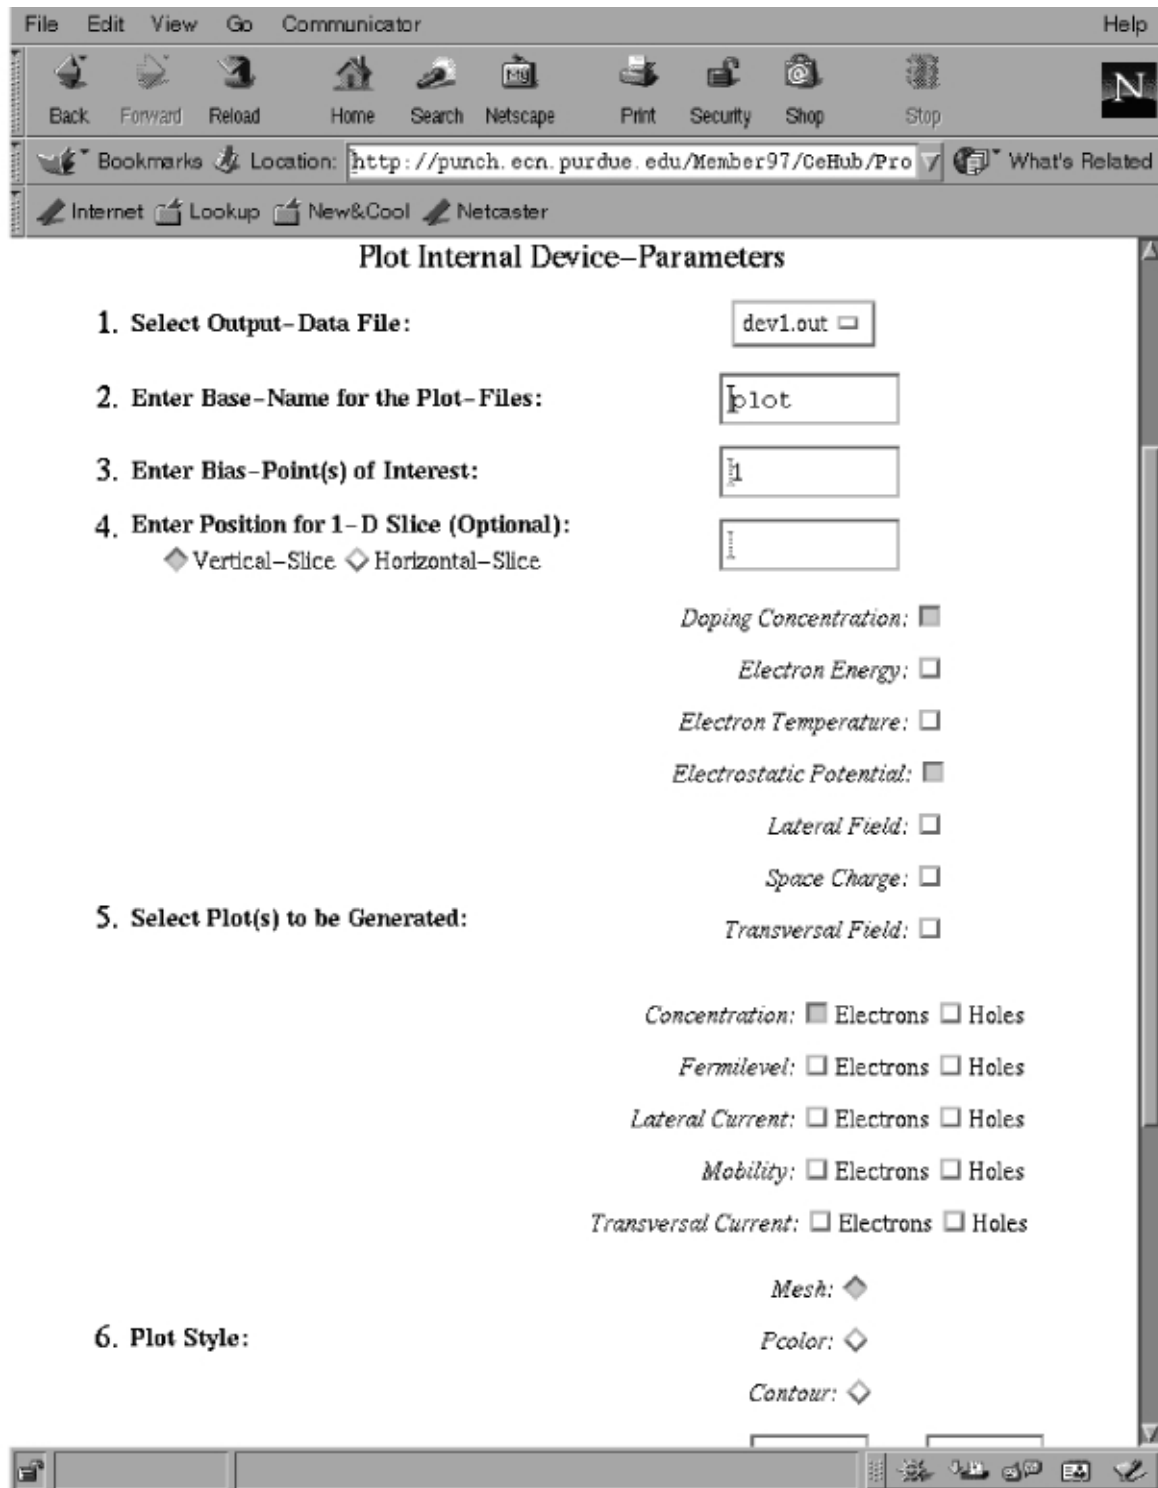 File Edit View Go Communicator Help
N
Back Forward Reload Home Search Netscape Print Security Shop Stop
Bookmarks Location: http://punch.ecn.purdue.edu/Member97/CeHub/Pro What's Related
Internet Lookup New&Cool Netcaster
Plot Internal Device-Parameters
1. Select Output-Data File: dev1.out
2. Enter Base-Name for the Plot-Files: plot
3. Enter Bias-Point(s) of Interest: 1
4. Enter Position for 1-D Slice (Optional):
Vertical-Slice Horizontal-Slice
Doping Concentration:
Electron Energy:
Electron Temperature:
Electrostatic Potential:
Lateral Field:
Space Charge:
5. Select Plot(s) to be Generated:
Transversal Field:
Concentration: Electrons Holes
Fermilevel: Electrons Holes
Lateral Current: Electrons Holes
Mobility: Electrons Holes
Transversal Current: Electrons Holes
Mesh:
6. Plot Style:
Pcolor:
Contour: